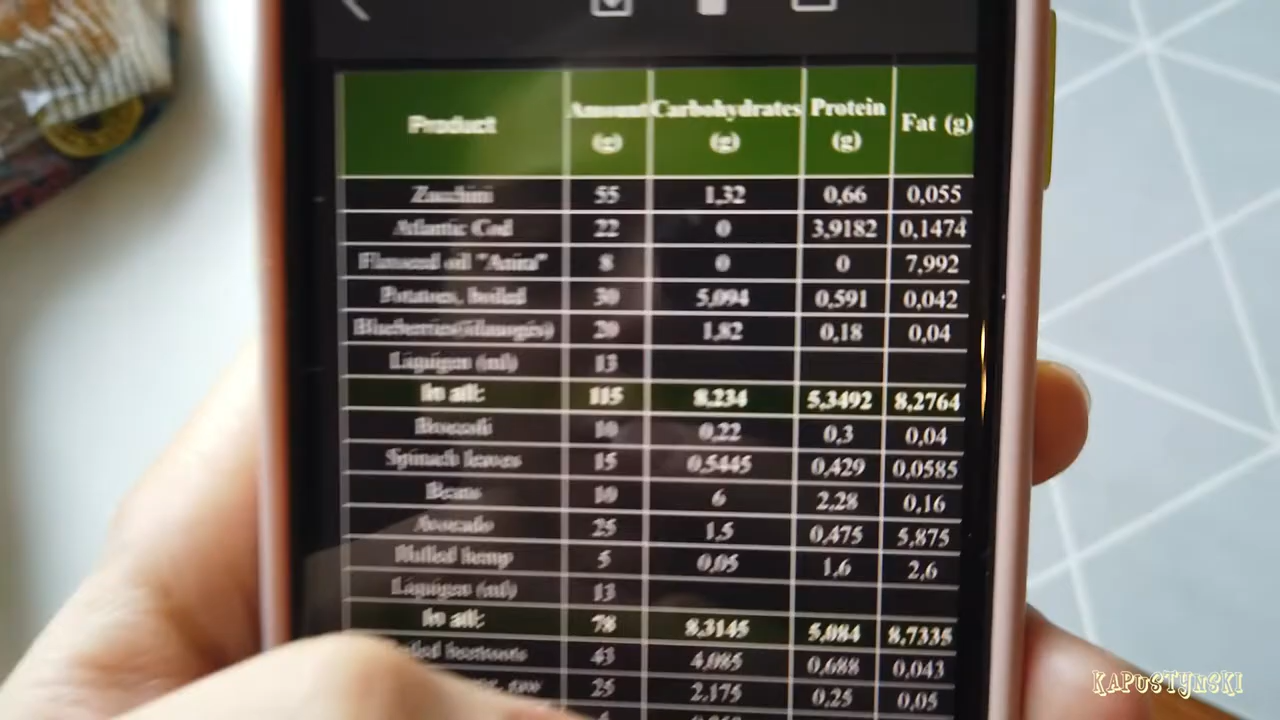 Product Amount (g) Carbohydrates (g) Protein (g) Fat (g)
Zucchini 55 1,32 0,66 0,055
Atlantic Cod 22 0 3,9182 0,1474
Flaxseed oil 8 0 0 7,992
Potatoes, boiled 30 5,094 0,591 0,042
Blueberries 20 1,82 0,18 0,04
Liquigen (ml) 13
In all: 115 8,234 5,3492 8,2764
Broccoli 10 0,22 0,3 0,04
Spinach leaves 15 0,5445 0,429 0,0585
Beans 10 6 2,28 0,16
Avocado 25 1,5 0,475 5,875
Hulled hemp 5 0,05 1,6 2,6
Liquigen (ml) 13
In all: 78 8,3145 5,084 8,7335
43 4,085 0,688 0,043
25 2,175 0,25 0,05
KAPUSTYNSKI